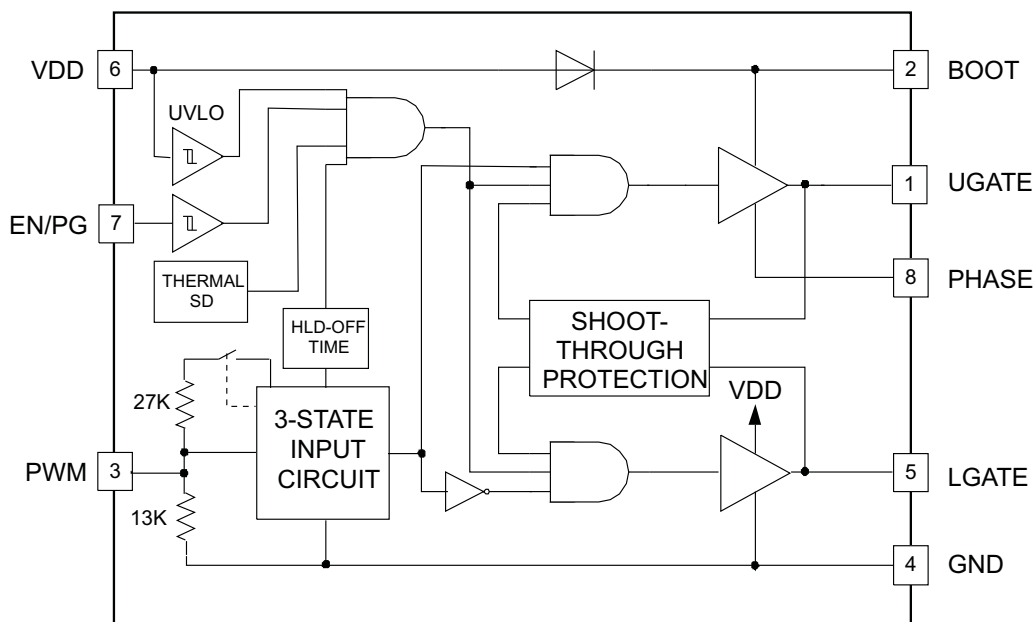 VDD
6
2
BOOT
UVLO
1
UGATE
EN/PG
7
THERMAL
SD
8
PHASE
HLD-OFF
TIME
SHOOT-
THROUGH
PROTECTION
27K
VDD
3-STATE
INPUT
CIRCUIT
PWM
3
5
LGATE
13K
4
GND